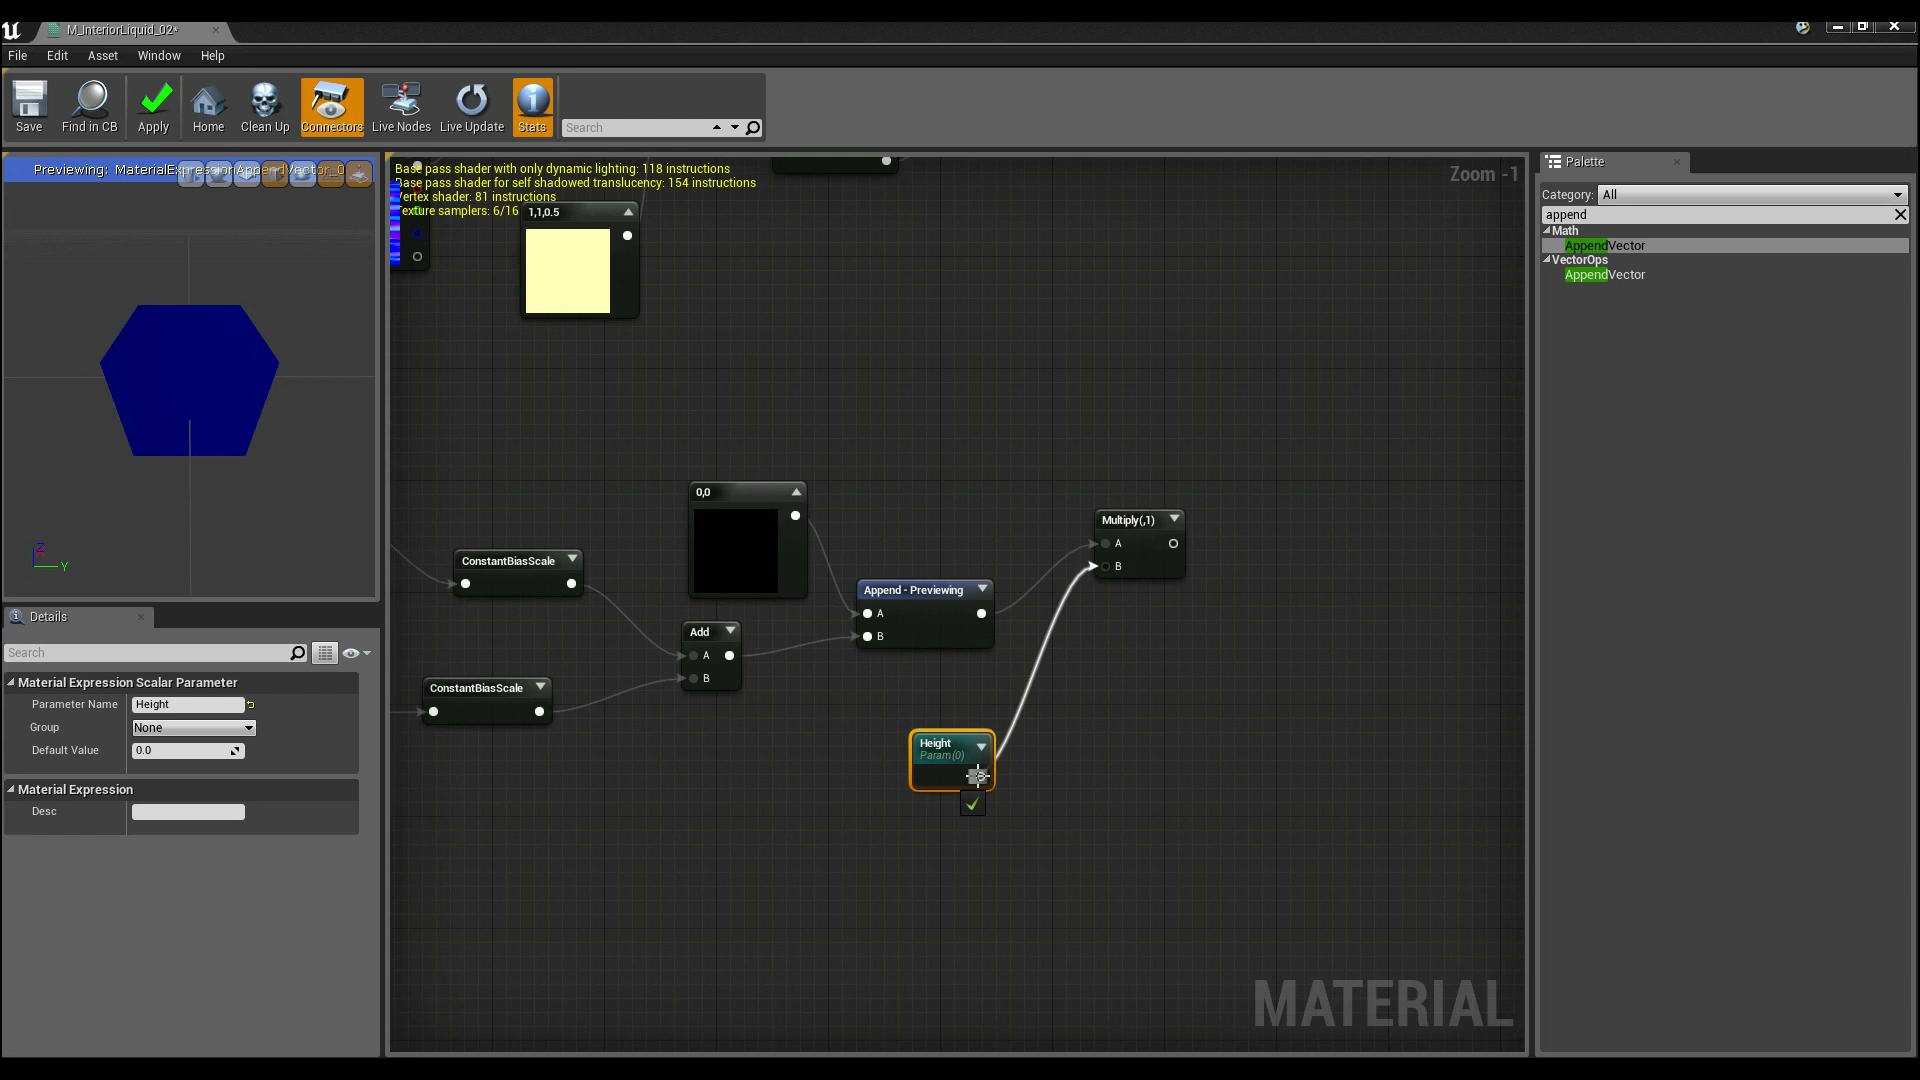 M_InteriorLiquid_02*
File Edit Asset Window Help
Save Find in CB Apply Home Clean Up Connectors Live Nodes Live Update Stats Search
Previewing: MaterialExpressionAppendVector_0
Base pass shader with only dynamic lighting: 118 instructions
Base pass shader for self shadowed translucency: 154 instructions
Vertex shader: 81 instructions
Texture samplers: 6/16
Zoom -1
1,1,0.5
0,0
Multiply(,1)
A
B
ConstantBiasScale
Append - Previewing
A
B
Add
A
B
ConstantBiasScale
Height
Param (0)
MATERIAL
Z
Y
Details
Search
Material Expression Scalar Parameter
Parameter Name Height
Group None
Default Value 0.0
Material Expression
Desc
Palette
Category: All
append
Math
AppendVector
VectorOps
AppendVector